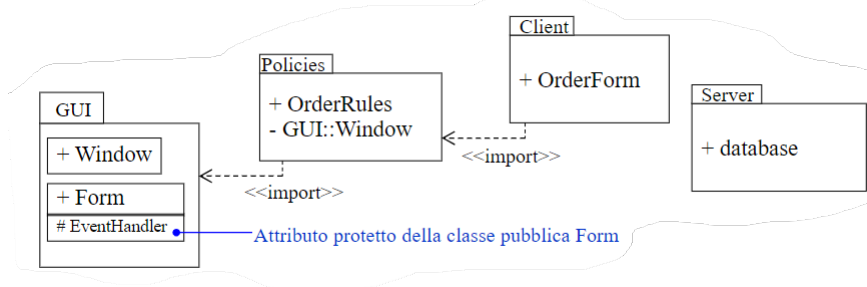 Client
+ OrderForm
Policies
+ OrderRules
- GUI::Window
Server
+ database
GUI
+ Window
+ Form
# EventHandler
<<import>>
<<import>>
Attributo protetto della classe pubblica Form